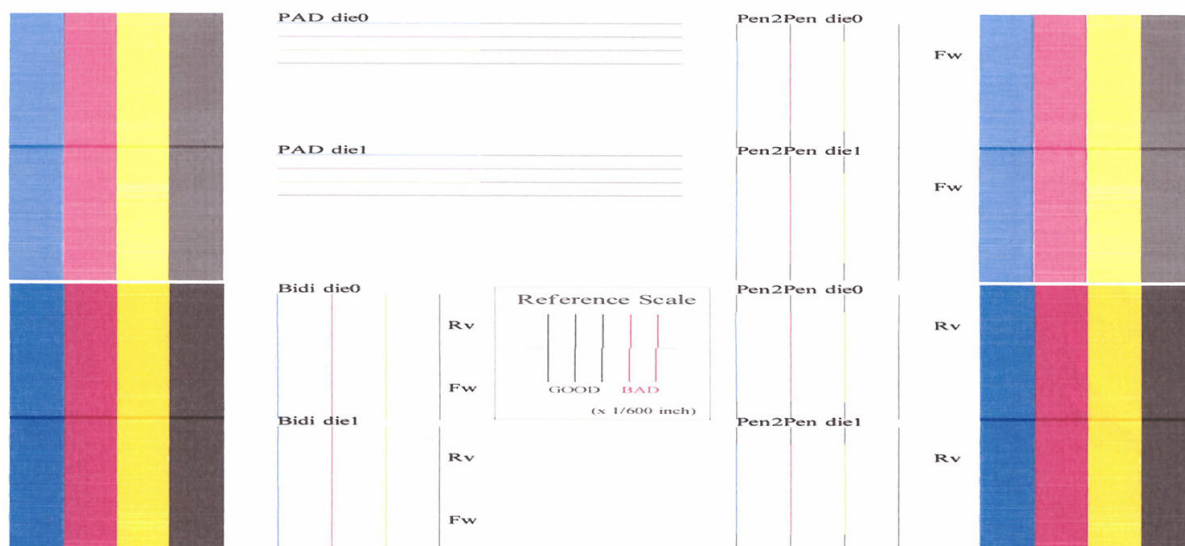 PAD die0
Pen2Pen die0
Fw
PAD die1
Pen2Pen die1
Fw
Bidi die0
Rv
Fw
Reference Scale
GOOD BAD
(x 1/600 inch)
Pen2Pen die0
Rv
Bidi die1
Rv
Fw
Pen2Pen die1
Rv